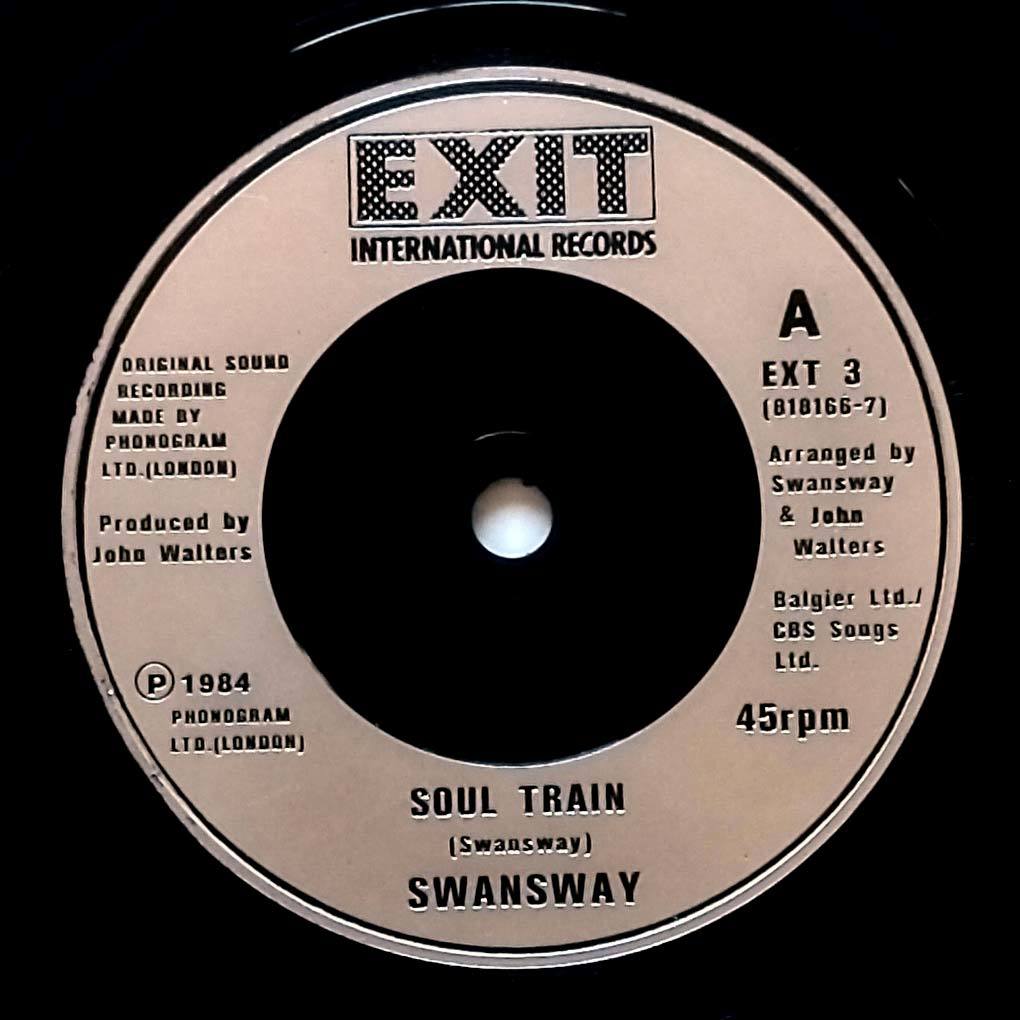 EXIT
INTERNATIONAL RECORDS
A
EXT 3
(818166-7)
ORIGINAL SOUND
RECORDING
MADE BY
PHONOGRAM
LTD.(LONDON)
Produced by
John Walters
Arranged by
Swansway
& John
Walters
Balgier Ltd./
CBS Songs
Ltd.
45rpm
Ⓟ 1984
PHONOGRAM
LTD.(LONDON)
SOUL TRAIN
(Swansway)
SWANSWAY